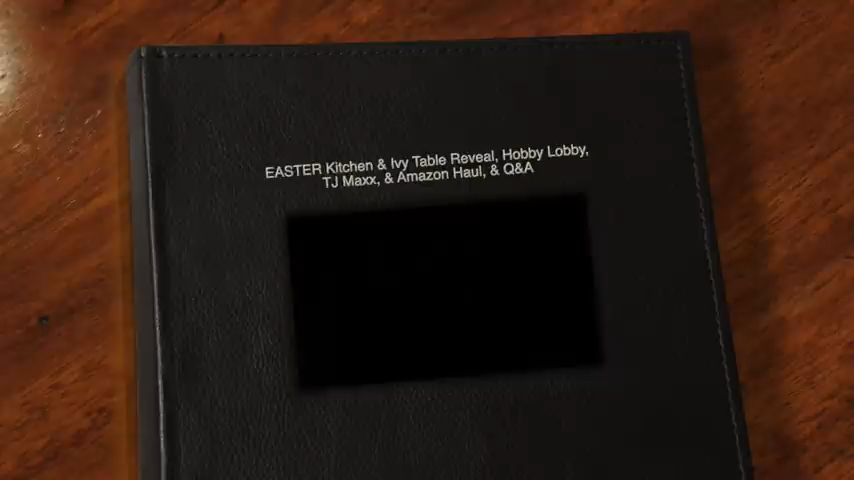 EASTER Kitchen & Ivy Table Reveal, Hobby Lobby,
TJ Maxx, & Amazon Haul, & Q&A